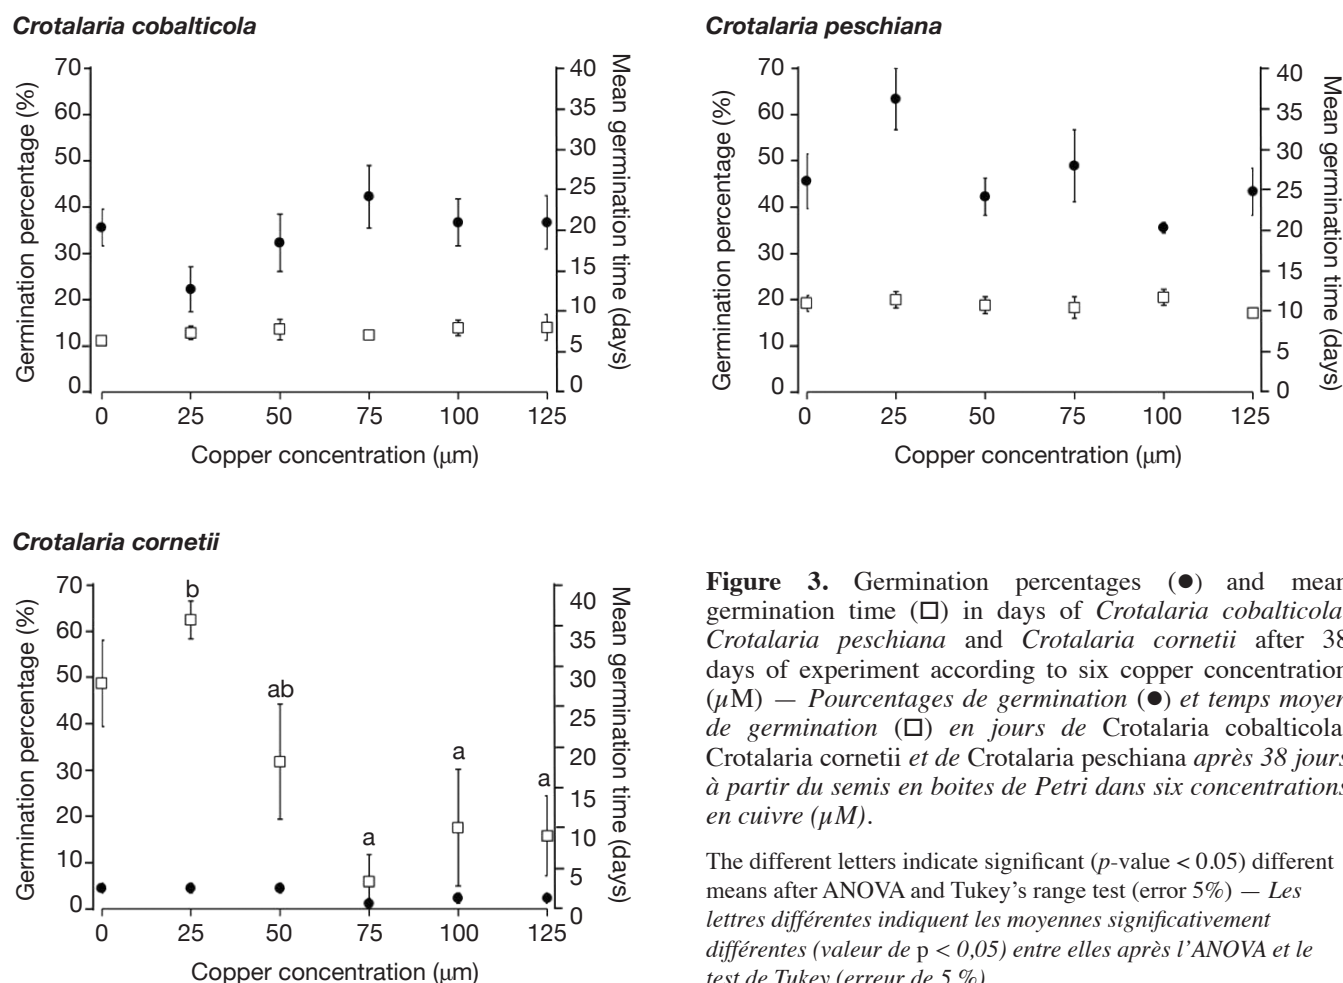 Crotalaria cobalticola
Germination percentage (%)
70
60
50
40
30
20
10
0
40
35
30
25
20
15
10
5
0
Mean germination time (days)
0 25 50 75 100 125
Copper concentration (μm)
Crotalaria peschiana
Germination percentage (%)
70
60
50
40
30
20
10
0
40
35
30
25
20
15
10
5
0
Mean germination time (days)
0 25 50 75 100 125
Copper concentration (μm)
Crotalaria cornetii
Germination percentage (%)
70
60
50
40
30
20
10
0
b
ab
a
a
a
40
35
30
25
20
15
10
5
0
Mean germination time (days)
0 25 50 75 100 125
Copper concentration (μm)
Figure 3. Germination percentages (●) and mean
germination time (□) in days of Crotalaria cobalticola
Crotalaria peschiana and Crotalaria cornetii after 38
days of experiment according to six copper concentration
(μM) — Pourcentages de germination (●) et temps moyen
de germination (□) en jours de Crotalaria cobalticola
Crotalaria cornetii et de Crotalaria peschiana après 38 jours
à partir du semis en boites de Petri dans six concentrations
en cuivre (μM).
The different letters indicate significant (p-value < 0.05) different
means after ANOVA and Tukey's range test (error 5%) — Les
lettres différentes indiquent les moyennes significativement
différentes (valeur de p < 0,05) entre elles après l'ANOVA et le
test de Tukey (erreur de 5 %)